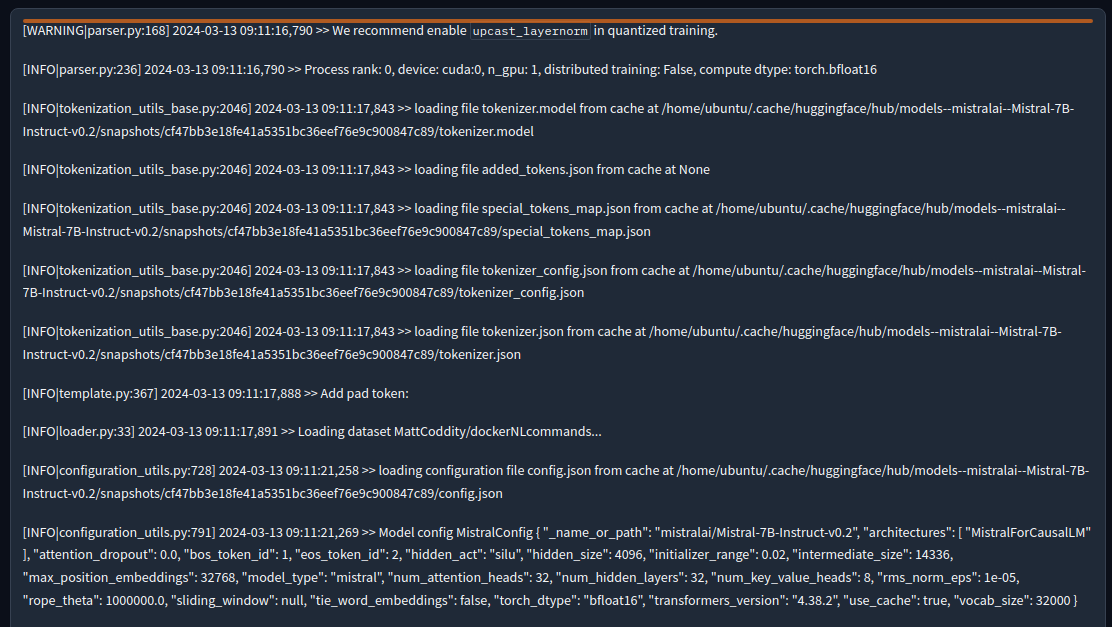 [WARNING|parser.py:168] 2024-03-13 09:11:16,790 >> We recommend enable upcast_layernorm in quantized training.
[INFO|parser.py:236] 2024-03-13 09:11:16,790 >> Process rank: 0, device: cuda:0, n_gpu: 1, distributed training: False, compute dtype: torch.bfloat16
[INFO|tokenization_utils_base.py:2046] 2024-03-13 09:11:17,843 >> loading file tokenizer.model from cache at /home/ubuntu/.cache/huggingface/hub/models--mistralai--Mistral-7B-
Instruct-v0.2/snapshots/cf47bb3e18fe41a5351bc36eef76e9c900847c89/tokenizer.model
[INFO|tokenization_utils_base.py:2046] 2024-03-13 09:11:17,843 >> loading file added_tokens.json from cache at None
[INFO|tokenization_utils_base.py:2046] 2024-03-13 09:11:17,843 >> loading file special_tokens_map.json from cache at /home/ubuntu/.cache/huggingface/hub/models--mistralai--
Mistral-7B-Instruct-v0.2/snapshots/cf47bb3e18fe41a5351bc36eef76e9c900847c89/special_tokens_map.json
[INFO|tokenization_utils_base.py:2046] 2024-03-13 09:11:17,843 >> loading file tokenizer_config.json from cache at /home/ubuntu/.cache/huggingface/hub/models--mistralai--Mistral-
7B-Instruct-v0.2/snapshots/cf47bb3e18fe41a5351bc36eef76e9c900847c89/tokenizer_config.json
[INFO|tokenization_utils_base.py:2046] 2024-03-13 09:11:17,843 >> loading file tokenizer.json from cache at /home/ubuntu/.cache/huggingface/hub/models--mistralai--Mistral-7B-
Instruct-v0.2/snapshots/cf47bb3e18fe41a5351bc36eef76e9c900847c89/tokenizer.json
[INFO|template.py:367] 2024-03-13 09:11:17,888 >> Add pad token:
[INFO|loader.py:33] 2024-03-13 09:11:17,891 >> Loading dataset MattCoddity/dockerNLcommands...
[INFO|configuration_utils.py:728] 2024-03-13 09:11:21,258 >> loading configuration file config.json from cache at /home/ubuntu/.cache/huggingface/hub/models--mistralai--Mistral-7B-
Instruct-v0.2/snapshots/cf47bb3e18fe41a5351bc36eef76e9c900847c89/config.json
[INFO|configuration_utils.py:791] 2024-03-13 09:11:21,269 >> Model config MistralConfig { "_name_or_path": "mistralai/Mistral-7B-Instruct-v0.2", "architectures": [ "MistralForCausalLM"
], "attention_dropout": 0.0, "bos_token_id": 1, "eos_token_id": 2, "hidden_act": "silu", "hidden_size": 4096, "initializer_range": 0.02, "intermediate_size": 14336,
"max_position_embeddings": 32768, "model_type": "mistral", "num_attention_heads": 32, "num_hidden_layers": 32, "num_key_value_heads": 8, "rms_norm_eps": 1e-05,
"rope_theta": 1000000.0, "sliding_window": null, "tie_word_embeddings": false, "torch_dtype": "bfloat16", "transformers_version": "4.38.2", "use_cache": true, "vocab_size": 32000 }